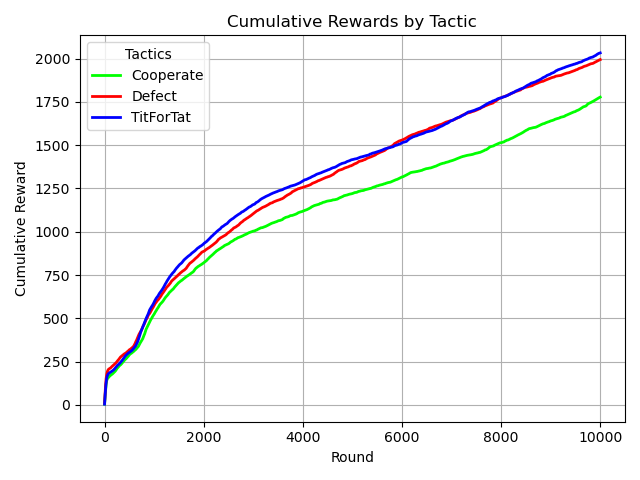 Cumulative Rewards by Tactic
Tactics
Cooperate
Defect
TitForTat
Cumulative Reward
2000
1750
1500
1250
1000
750
500
250
0
0 2000 4000 6000 8000 10000
Round